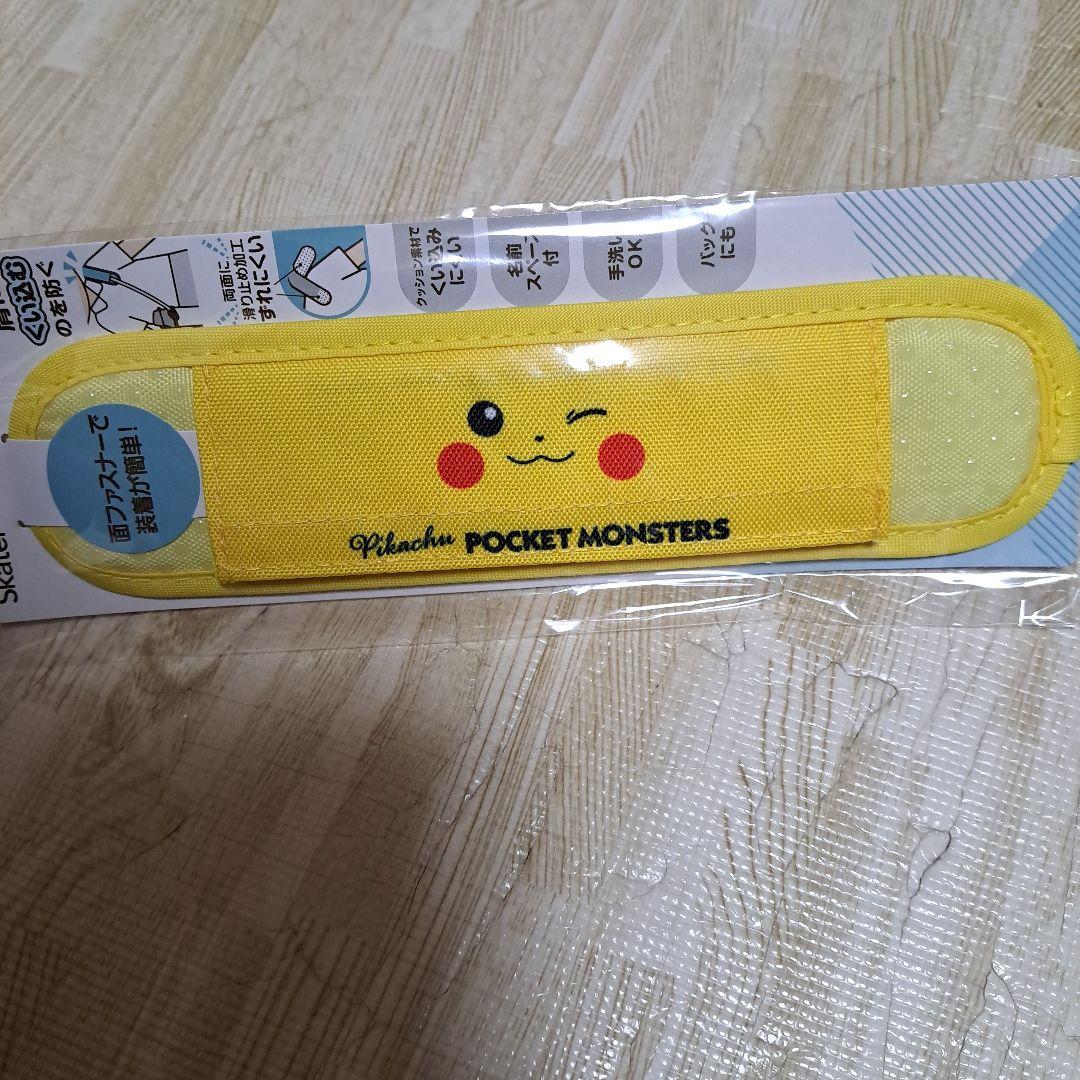 くい込む
のを防ぐ
両面に
滑り止め加工
ずれにくい
クッション素材で
くい込み
にくい
名前
スペース
付
手洗い
OK
バッグ
にも
面ファスナーで
装着が簡単!
Skater
Pikachu POCKET MONSTERS